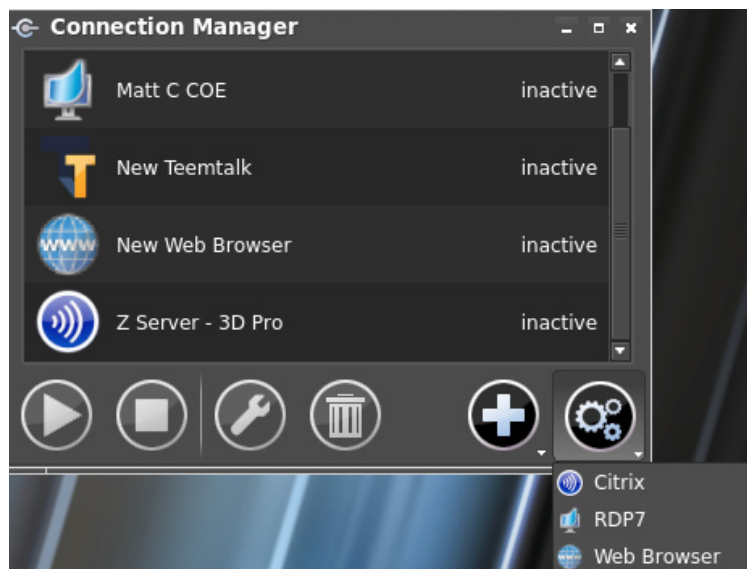 Connection Manager
Matt C COE inactive
New Teemtalk inactive
www New Web Browser inactive
Z Server - 3D Pro inactive
Citrix
RDP7
Web Browser